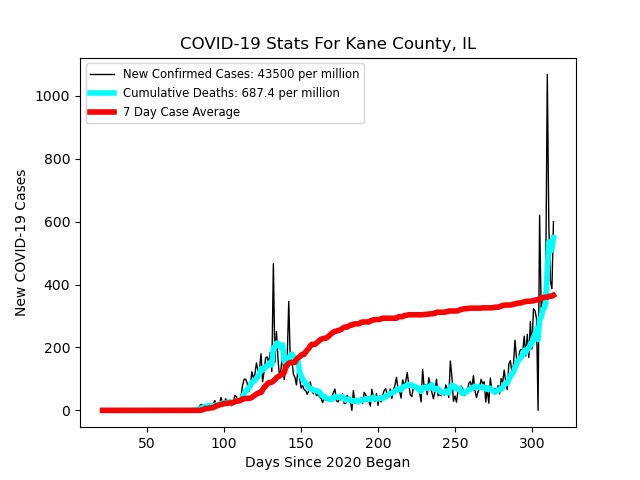 COVID-19 Stats For Kane County, IL
New Confirmed Cases: 43500 per million
Cumulative Deaths: 687.4 per million
7 Day Case Average
1000
800
600
400
200
0
New COVID-19 Cases
50 100 150 200 250 300
Days Since 2020 Began